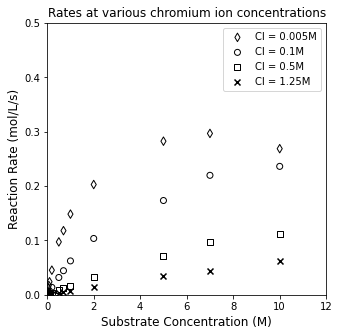 Rates at various chromium ion concentrations
0.5
0.4
0.3
0.2
0.1
0.0
Reaction Rate (mol/L/s)
CI = 0.005M
CI = 0.1M
CI = 0.5M
CI = 1.25M
0 2 4 6 8 10 12
Substrate Concentration (M)